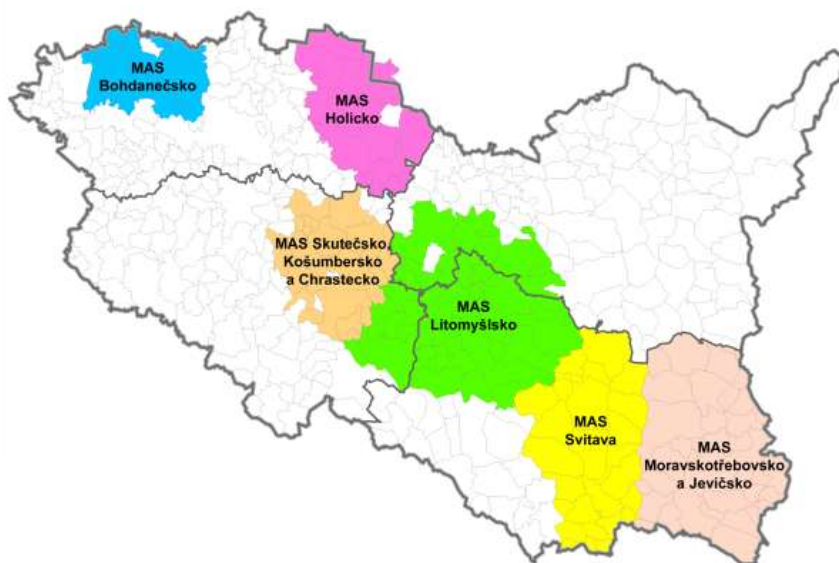 MAS
Bohdanečsko
MAS
Holicko
MAS Skutečsko,
Košumbersko
a Chrastecko
MAS
Litomyšlsko
MAS
Svitava
MAS
Moravskotřebovsko
a Jevíčsko